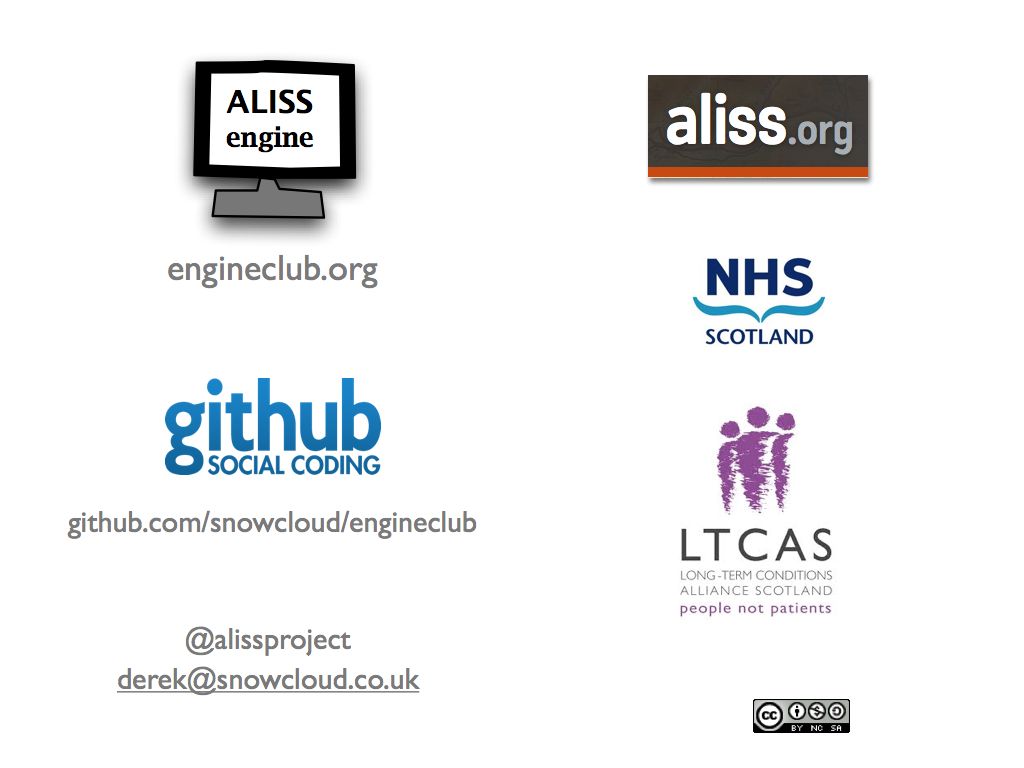 ALISS
engine
engineclub.org
github
SOCIAL CODING
github.com/snowcloud/engineclub
@alissproject
derek@snowcloud.co.uk
aliss.org
NHS
SCOTLAND
LTCAS
LONG-TERM CONDITIONS
ALLIANCE SCOTLAND
people not patients
cc
BY NC SA